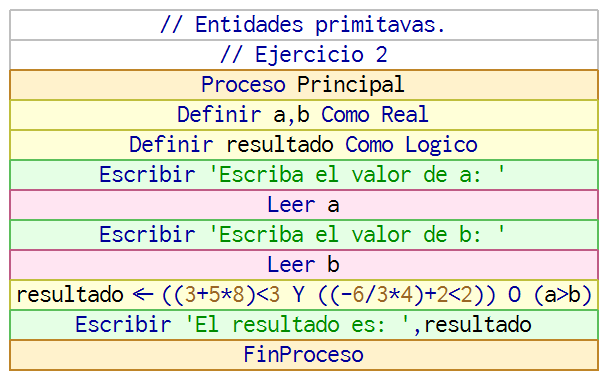 // Entidades primitavas.
// Ejercicio 2
Proceso Principal
Definir a,b Como Real
Definir resultado Como Logico
Escribir 'Escriba el valor de a: '
Leer a
Escribir 'Escriba el valor de b: '
Leer b
resultado ← ((3+5*8)<3 Y ((-6/3*4)+2<2)) O (a>b)
Escribir 'El resultado es: ',resultado
FinProceso